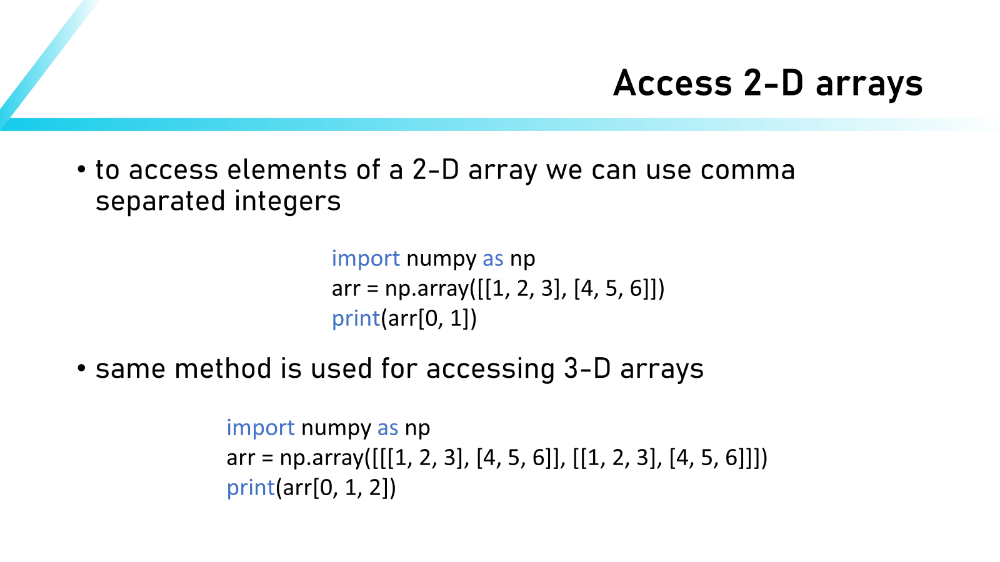 Access 2-D arrays
• to access elements of a 2-D array we can use comma
separated integers
import numpy as np
arr = np.array([[1, 2, 3], [4, 5, 6]])
print(arr[0, 1])
• same method is used for accessing 3-D arrays
import numpy as np
arr = np.array([[[1, 2, 3], [4, 5, 6]], [[1, 2, 3], [4, 5, 6]]])
print(arr[0, 1, 2])